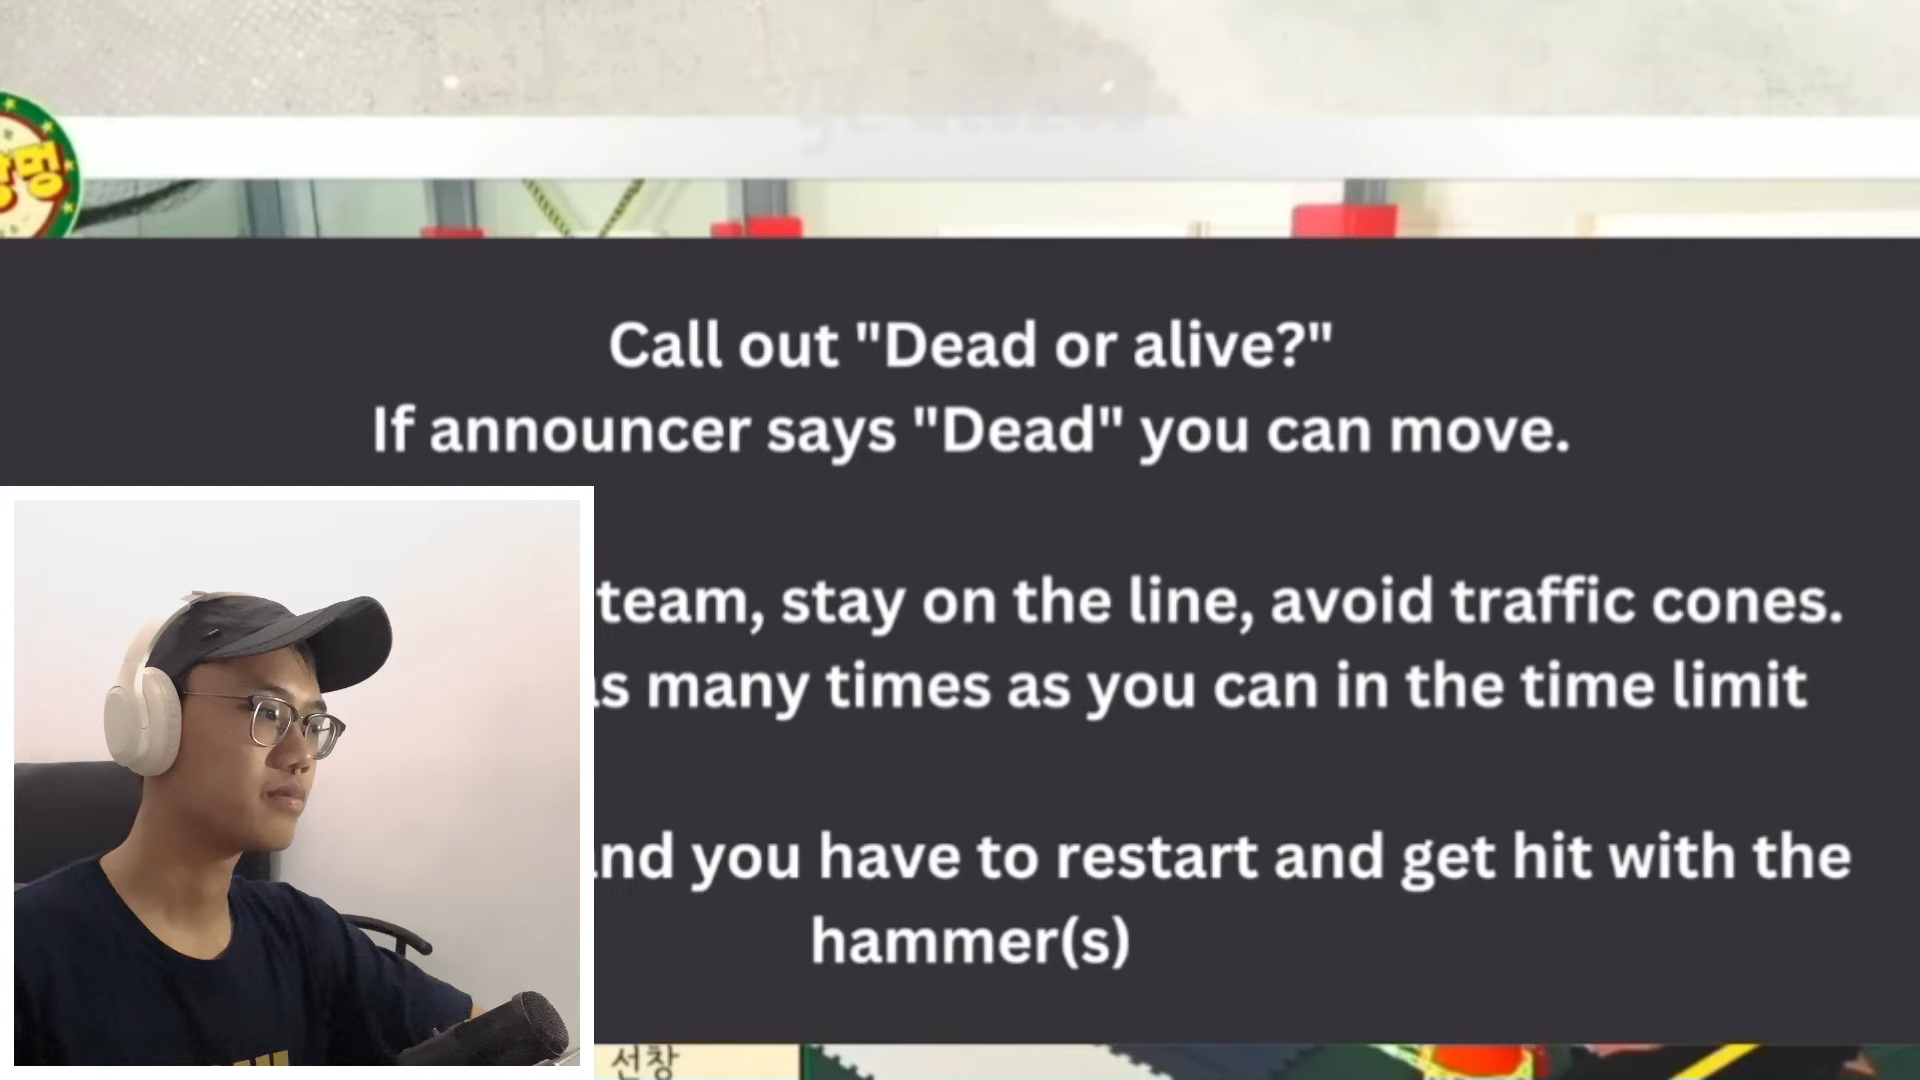 Call out "Dead or alive?"
If announcer says "Dead" you can move.
team, stay on the line, avoid traffic cones.
many times as you can in the time limit
you have to restart and get hit with the
hammer(s)
선창